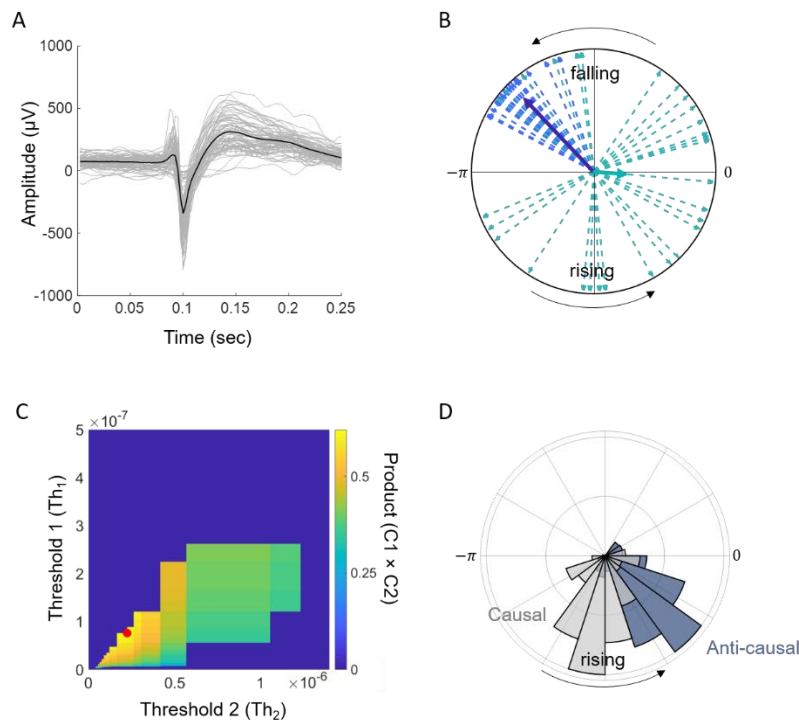 A
1000
500
0
-500
-1000
Amplitude (µV)
0
0.05
0.1
0.15
0.2
0.25
Time (sec)
B
falling
−π
0
rising
C
×10⁻⁷
5
4
3
2
1
0
Threshold 1 (Th₁)
0
0.5
1
×10⁻⁶
Threshold 2 (Th₂)
0.5
0.25
0
Product (C1 × C2)
D
−π
0
Causal
rising
Anti-causal